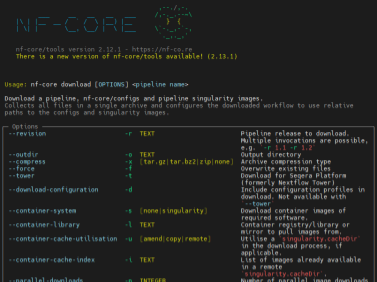 nf-core/tools version 2.12.1 - https://nf-co.re
There is a new version of nf-core/tools available! (2.13.1)
Usage: nf-core download [OPTIONS] <pipeline name>
Download a pipeline, nf-core/configs and pipeline singularity images.
Collects all files in a single archive and configures the downloaded workflow to use relative
paths to the configs and singularity images.
Options
--revision -r TEXT Pipeline release to download.
Multiple invocations are possible,
e.g. `-r 1.1 -r 1.2`
--outdir -o TEXT Output directory
--compress -x [tar.gz|tar.bz2|zip|none] Archive compression type
--force -f Overwrite existing files
--tower -t Download for Seqera Platform
(formerly Nextflow Tower)
--download-configuration -d Include configuration profiles in
download. Not available with
`--tower`
--container-system -s [none|singularity] Download container images of
required software.
--container-library -l TEXT Container registry/library or
mirror to pull images from.
--container-cache-utilisation -u [amend|copy|remote] Utilise a `singularity.cacheDir`
in the download process, if
applicable.
--container-cache-index -i TEXT List of images already available
in a remote
`singularity.cacheDir`.
--parallel-downloads -p INTEGER Number of parallel image downloads